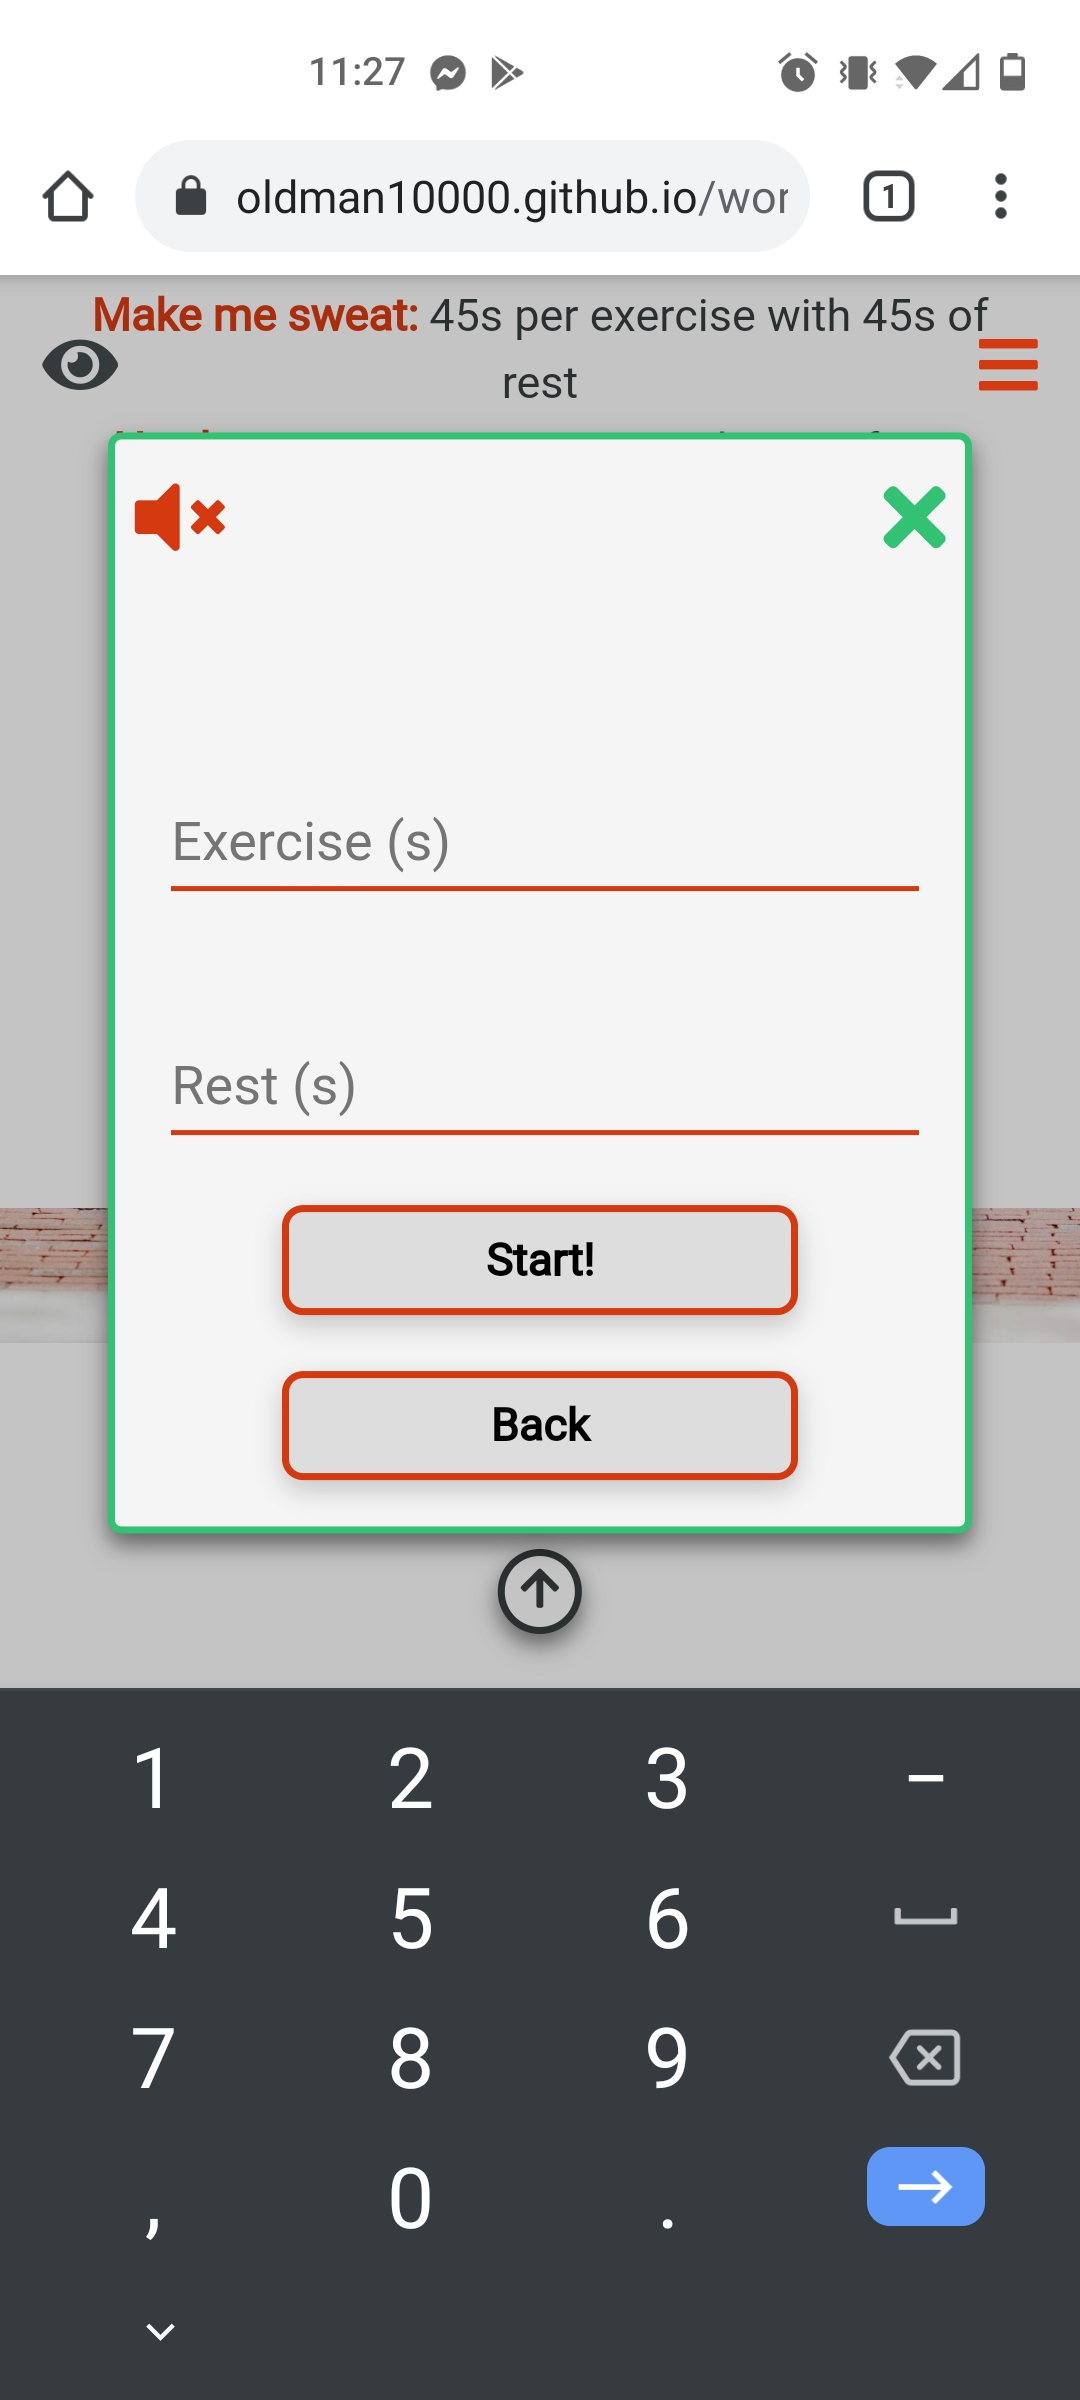 11:27
oldman10000.github.io/wor
1
Make me sweat: 45s per exercise with 45s of
rest
Exercise (s)
Rest (s)
Start!
Back
1 2 3 –
4 5 6
7 8 9
, 0 .